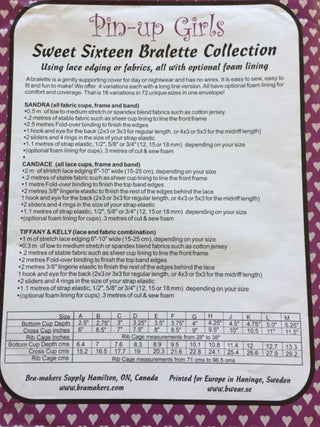 Pin-up Girls
Sweet Sixteen Bralette Collection
Using lace edging or fabrics, all with optional foam lining
A bralette is a gently supporting cover for day or nightwear and has no wires. It is easy to sew, easy to
fit and fun to make! We offer 4 variations each with a long line version. All have optional foam lining for
comfort and coverage. That is 16 variations in 72 unique sizes in one envelope!
SANDRA (all fabric cups, frame and band)
•0.5 m of low to medium stretch or spandex blend fabrics such as cotton jersey
•.2 metres of stable fabric such as sheer cup lining to line the front frame
•2.5 metres Fold-over binding to finish the edges
•1 hook and eye for the back (2x3 or 3x3 for regular length, or 4x3 or 5x3 for the midriff length)
•2 sliders and 4 rings in the size of your strap elastic
•1.1 metres of strap elastic, 1/2", 5/8" or 3/4" (12, 15 or 18 mm) depending on your size
•(optional foam lining for cups) .3 metres of cut & sew foam
•
CANDACE (all lace cups, frame and band)
•2 m of stretch lace edging 6"-10" wide (15-25 cm), depending on your size
•.2 metres of stable fabric such as sheer cup lining to line the front frame
•1 metre Fold-over binding to finish the top band edges
•2 metres 3/8" lingerie elastic to finish the rest of the edges behind the lace
1 hook and eye for the back (2x3 or 3x3 for regular length, or 4x3 or 5x3 for the midriff length)
•2 sliders and 4 rings in the size of your strap elastic
•1.1 metres of strap elastic, 1/2", 5/8" or 3/4" (12, 15 or 18 mm) depending on your size
•(optional foam lining for cups) .3 metres of cut & sew foam
TIFFANY & KELLY (lace and fabric combination)
•1 m of stretch lace edging 6"-10" wide (15-25 cm), depending on your size
•0.3 m of low to medium stretch or spandex blend fabrics such as cotton jersey
•.2 metres of stable fabric such as sheer cup lining to line the front frame
•2 metres Fold-over binding to finish the top band edges
•2 metres 3/8" lingerie elastic to finish the rest of the edges behind the lace
1 hook and eye for the back (2x3 or 3x3 for regular length, or 4x3 or 5x3 for the midriff length)
2 sliders and 4 rings in the size of your strap elastic
•1.1 metres of strap elastic, 1/2", 5/8" or 3/4" (12, 15 or 18 mm) depending on your size
•(optional foam lining for cups) .3 metres of cut & sew foam
Size A B C D E F G H I J K L
Bottom Cup Depth 2.5" 2.75" 3" 3.25" 3.5" 3.75" 4" 4.25" 4.5" 4.75" 5.0" 5.25"
Cross Cup inches 6" 6.5" 7" 7.5" 8" 8.5" 9" 9.5" 10" 10.5" 11" 11.5"
Rib Cage Inches Rib Cage measurements from 28" to 38"
Bottom Cup Depth cms 6.4 7 7.6 8.3 8.9 9.5 10.1 10.8 11.4 12 12.7 13.3
Cross Cup cms 15.2 16.5 17.7 19 20.3 21.6 22.8 24.1 25.4 26.6 27.9 29.2
Rib Cage cms Rib Cage measurements from 71 cms to 96.5 cms
Bra-makers Supply Hamilton, ON, Canada Printed for Europe in Haninge, Sweden
www.bramakers.com www.bwear.se